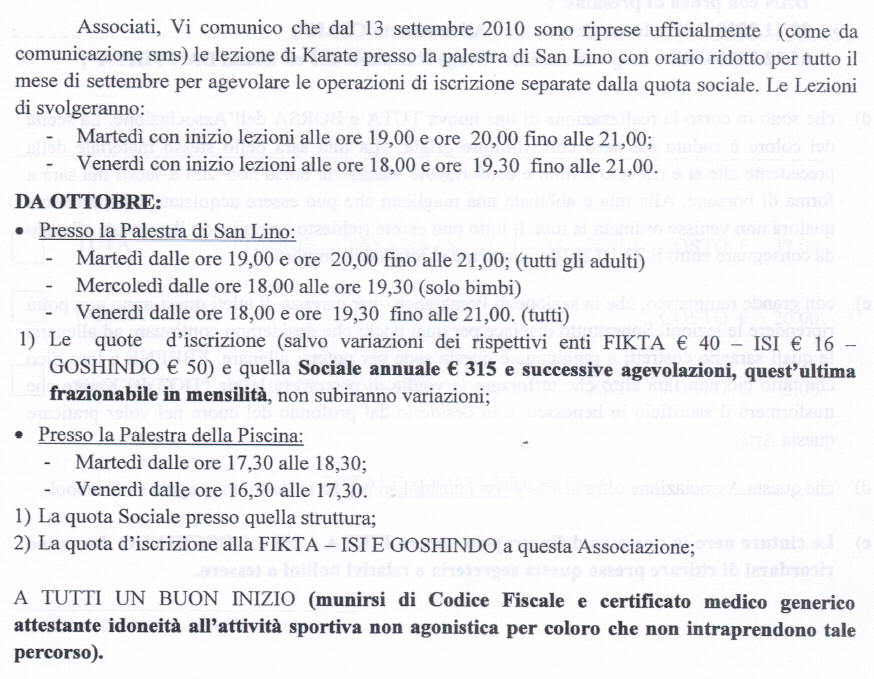 Associati, Vi comunico che dal 13 settembre 2010 sono riprese ufficialmente (come da
comunicazione sms) le lezione di Karate presso la palestra di San Lino con orario ridotto per tutto il
mese di settembre per agevolare le operazioni di iscrizione separate dalla quota sociale. Le Lezioni
di svolgeranno:
- Martedì con inizio lezioni alle ore 19,00 e ore 20,00 fino alle 21,00;
- Venerdì con inizio lezioni alle ore 18,00 e ore 19,30 fino alle 21,00.
DA OTTOBRE:
• Presso la Palestra di San Lino:
- Martedì dalle ore 19,00 e ore 20,00 fino alle 21,00; (tutti gli adulti)
- Mercoledì dalle ore 18,00 alle ore 19,30 (solo bimbi)
- Venerdì dalle ore 18,00 e ore 19,30 fino alle 21,00. (tutti)
1) Le quote d'iscrizione (salvo variazioni dei rispettivi enti FIKTA € 40 – ISI € 16 –
GOSHINDO € 50) e quella Sociale annuale € 315 e successive agevolazioni, quest'ultima
frazionabile in mensilità, non subiranno variazioni;
• Presso la Palestra della Piscina:
- Martedì dalle ore 17,30 alle 18,30;
- Venerdì dalle ore 16,30 alle 17,30;
1) La quota Sociale presso quella struttura;
2) La quota d'iscrizione alla FIKTA – ISI E GOSHINDO a questa Associazione;
A TUTTI UN BUON INIZIO (munirsi di Codice Fiscale e certificato medico generico
attestante idoneità all'attività sportiva non agonistica per coloro che non intraprendono tale
percorso).